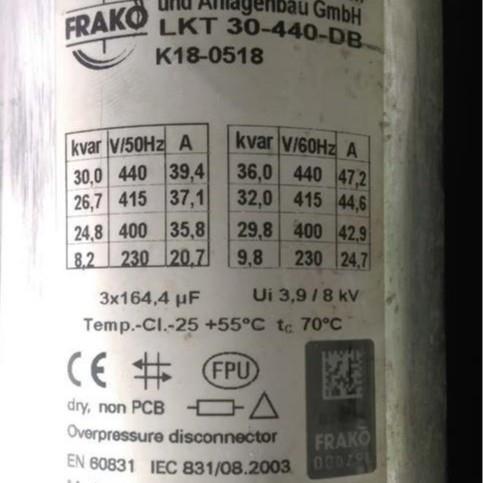 und Anlagenbau GmbH
FRAKO
LKT 30-440-DB
K18-0518
kvar V/50Hz A kvar V/60Hz A
30,0 440 39,4 36,0 440 47,2
26,7 415 37,1 32,0 415 44,6
24,8 400 35,8 29,8 400 42,9
8,2 230 20,7 9,8 230 24,7
3x164,4 µF Ui 3,9 / 8 kV
Temp.-Cl.-25 +55°C tc 70°C
CE FPU
dry, non PCB
Overpressure disconnector
FRAKO
EN 60831 IEC 831/08.2003